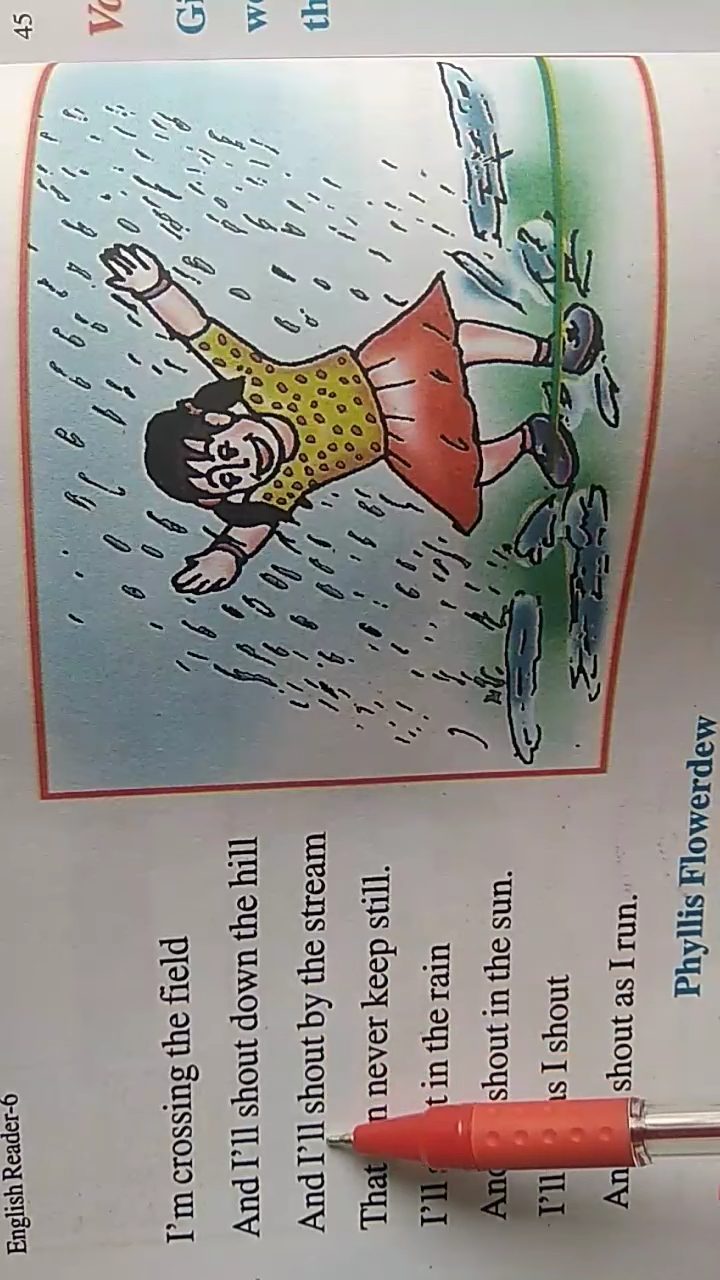 English Reader-6
45
I'm crossing the field
And I'll shout down the hill
And I'll shout by the stream
That never keep still.
I'll in the rain
shout in the sun.
I'll I shout
shout as I run.
Phyllis Flowerdew